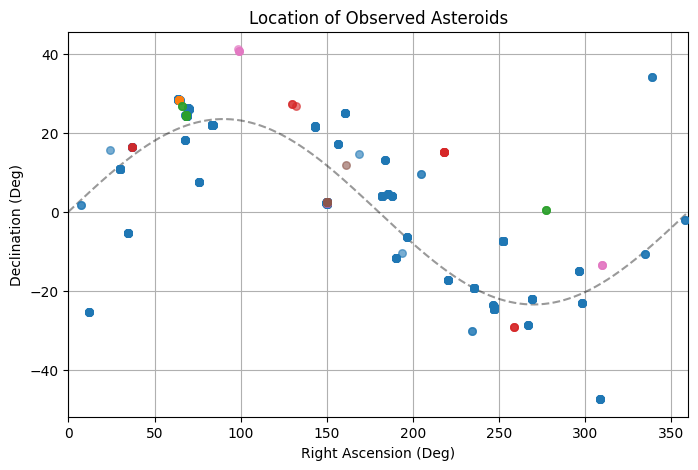 Location of Observed Asteroids
Declination (Deg)
40
20
0
−20
−40
0 50 100 150 200 250 300 350
Right Ascension (Deg)